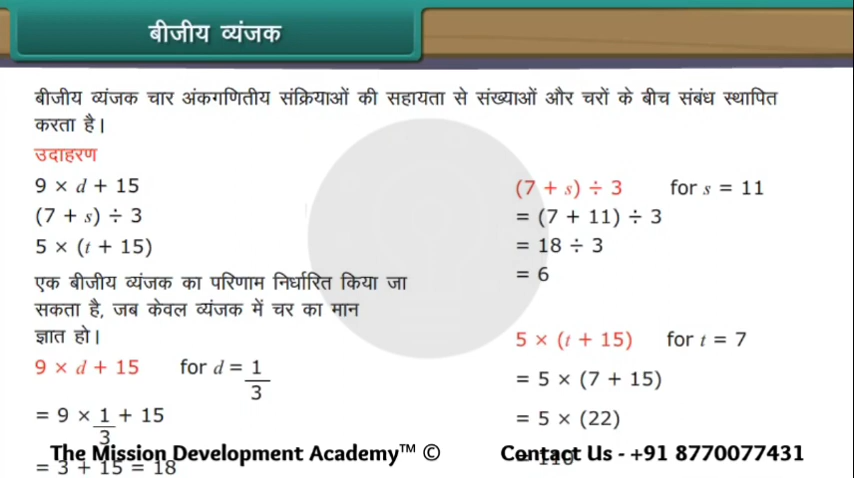 बीजीय व्यंजक
बीजीय व्यंजक चार अंकगणितीय संक्रियाओं की सहायता से संख्याओं और चरों के बीच संबंध स्थापित
करता है।
उदाहरण
9 × d + 15
(7 + s) ÷ 3
5 × (t + 15)
एक बीजीय व्यंजक का परिणाम निर्धारित किया जा
सकता है, जब केवल व्यंजक में चर का मान
ज्ञात हो।
9 × d + 15 for d = 1/3
= 9 × 1/3 + 15
= 3 + 15 = 18
(7 + s) ÷ 3 for s = 11
= (7 + 11) ÷ 3
= 18 ÷ 3
= 6
5 × (t + 15) for t = 7
= 5 × (7 + 15)
= 5 × (22)
= 110
The Mission Development Academy™ ©
Contact Us - +91 8770077431